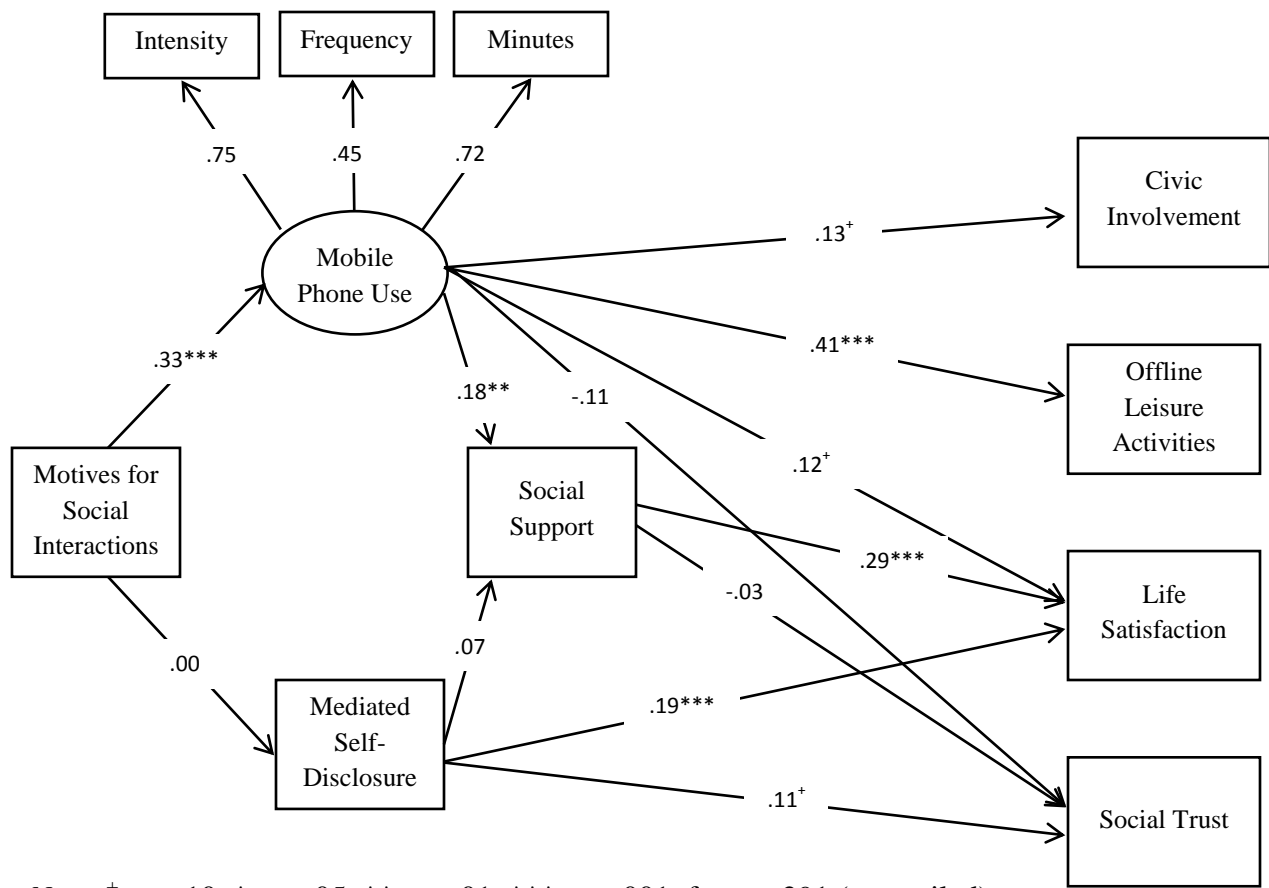 Intensity
Frequency
Minutes
.75
.45
.72
Mobile
Phone Use
Civic
Involvement
.13+
.33***
.41***
Offline
Leisure
Activities
.18**
-.11
.12+
Motives for
Social
Interactions
Social
Support
.29***
-.03
Life
Satisfaction
.00
.07
Mediated
Self-
Disclosure
.19***
.11+
Social Trust